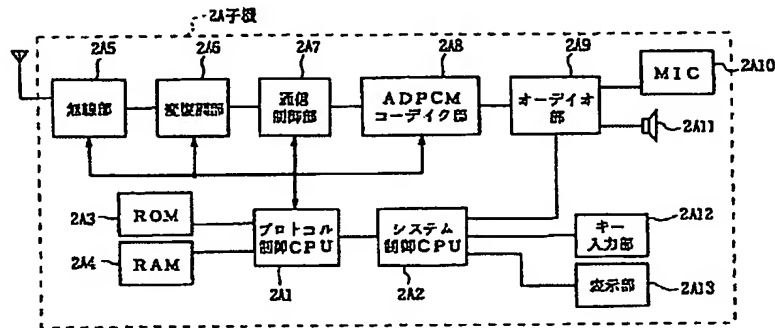 2A子機
2A5
2A6
2A7
2A8
2A9
MIC
2A10
無線部
変復調部
通信
制御部
ADPCM
コーデイク部
オーデイオ
部
2A11
2A3
ROM
2A4
RAM
プロトコル
制御CPU
2A1
システム
制御CPU
2A2
キー
入力部
2A12
表示部
2A13